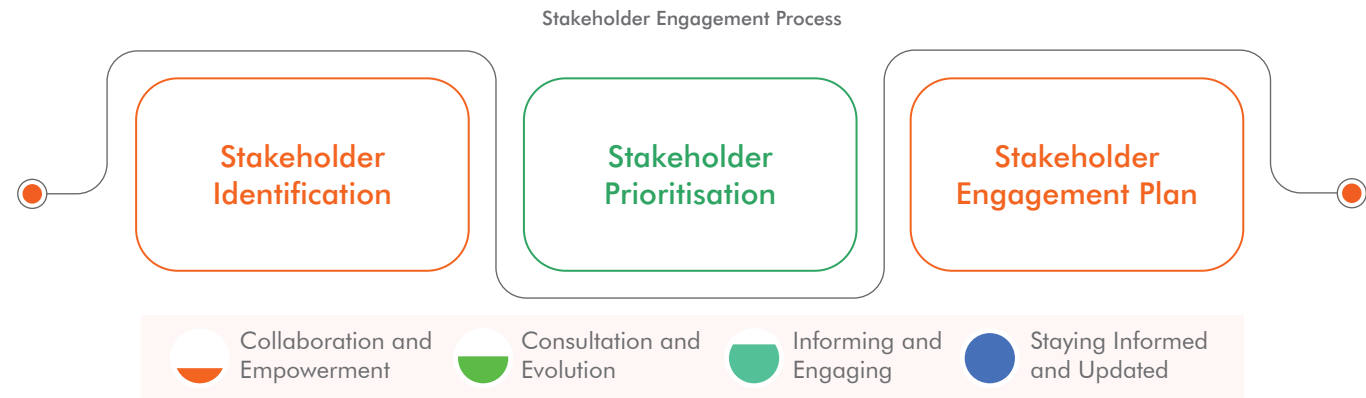 Stakeholder Engagement Process
Stakeholder
Identification
Stakeholder
Prioritisation
Stakeholder
Engagement Plan
Collaboration and
Empowerment
Consultation and
Evolution
Informing and
Engaging
Staying Informed
and Updated